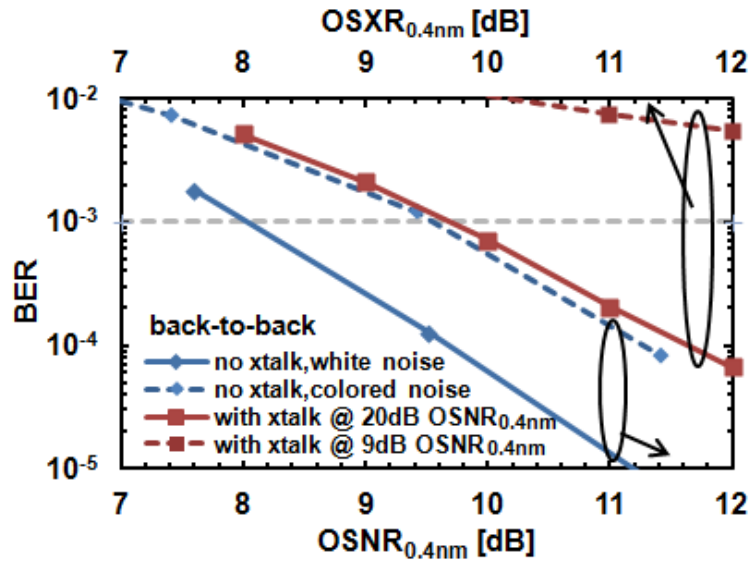 OSXR0.4nm [dB]
7 8 9 10 11 12
10-2
10-3
10-4
10-5
BER
back-to-back
no xtalk,white noise
no xtalk,colored noise
with xtalk @ 20dB OSNR0.4nm
with xtalk @ 9dB OSNR0.4nm
7 8 9 10 11 12
OSNR0.4nm [dB]